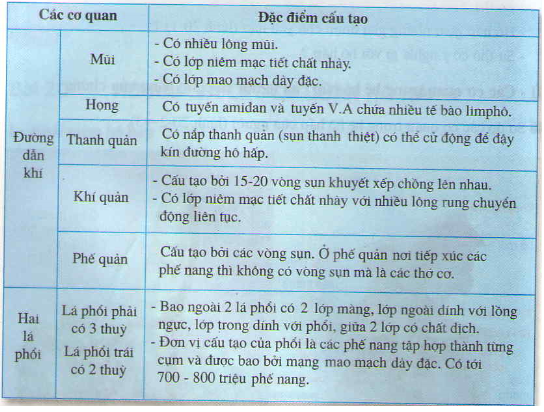 Các cơ quan
Đặc điểm cấu tạo
Đường
dẫn
khí
Mũi
- Có nhiều lông mũi.
- Có lớp niêm mạc tiết chất nhày.
- Có lớp mao mạch dày đặc.
Họng
Có tuyến amiđan và tuyến V.A chứa nhiều tế bào limphô.
Thanh quản
Có nắp thanh quản (sụn thanh thiệt) có thể cử động để đậy
kín đường hô hấp.
Khí quản
- Cấu tạo bởi 15-20 vòng sụn khuyết xếp chồng lên nhau.
- Có lớp niêm mạc tiết chất nhày với nhiều lông rung chuyển
động liên tục.
Phế quản
Cấu tạo bởi các vòng sụn. Ở phế quản nơi tiếp xúc các
phế nang thì không có vòng sụn mà là các thớ cơ.
Hai
lá
phổi
Lá phổi phải
có 3 thuỳ
Lá phổi trái
có 2 thuỳ
- Bao ngoài 2 lá phổi có 2 lớp màng, lớp ngoài dính với lồng
ngực, lớp trong dính với phổi, giữa 2 lớp có chất dịch.
- Đơn vị cấu tạo của phổi là các phế nang tập hợp thành từng
cụm và được bao bởi mạng mao mạch dày đặc. Có tới
700 - 800 triệu phế nang.